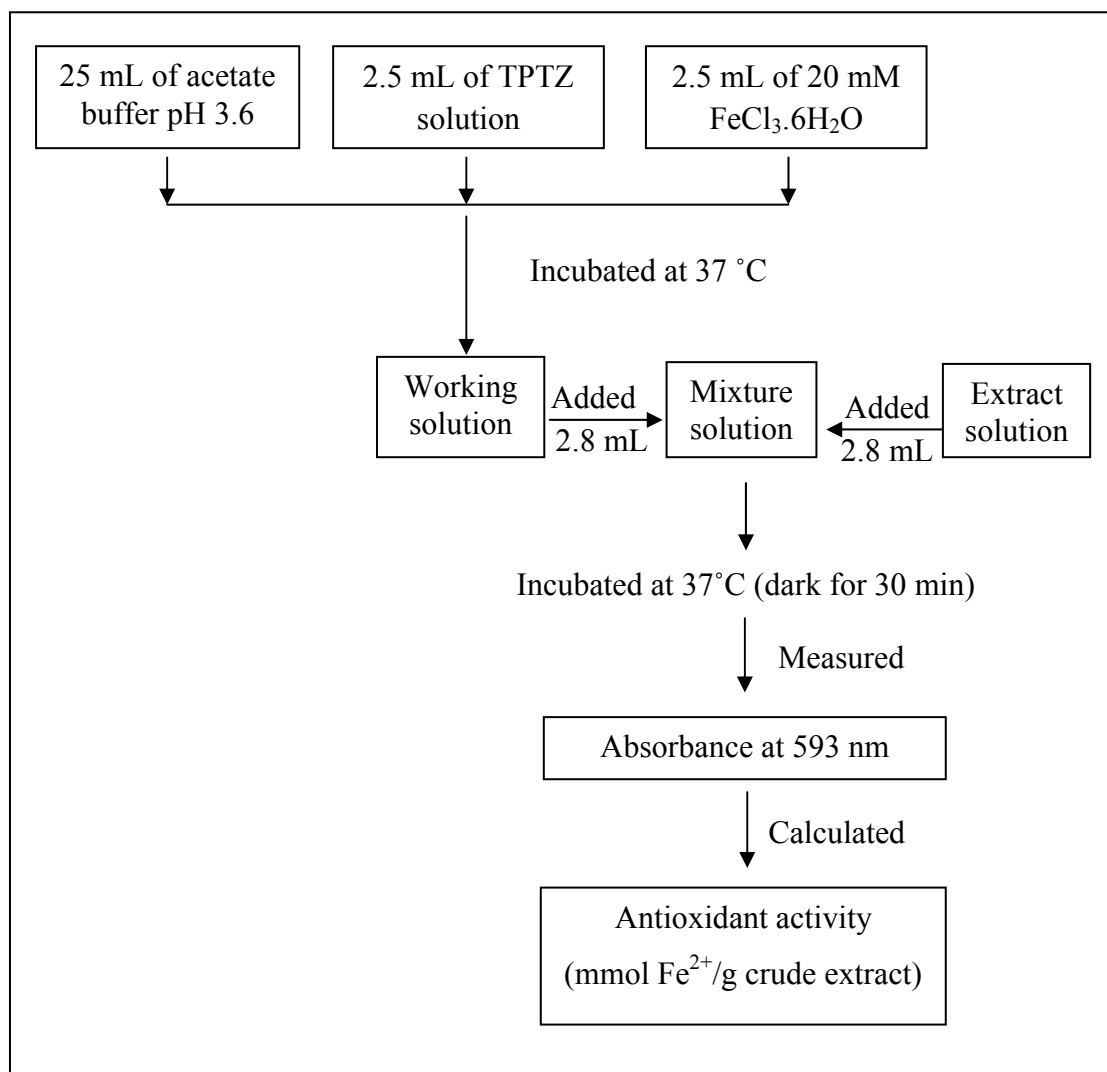 25 mL of acetate
buffer pH 3.6
2.5 mL of TPTZ
solution
2.5 mL of 20 mM
FeCl₃.6H₂O
Incubated at 37 ˚C
Working
solution
Added
2.8 mL
Mixture
solution
Added
2.8 mL
Extract
solution
Incubated at 37˚C (dark for 30 min)
Measured
Absorbance at 593 nm
Calculated
Antioxidant activity
(mmol Fe²⁺/g crude extract)